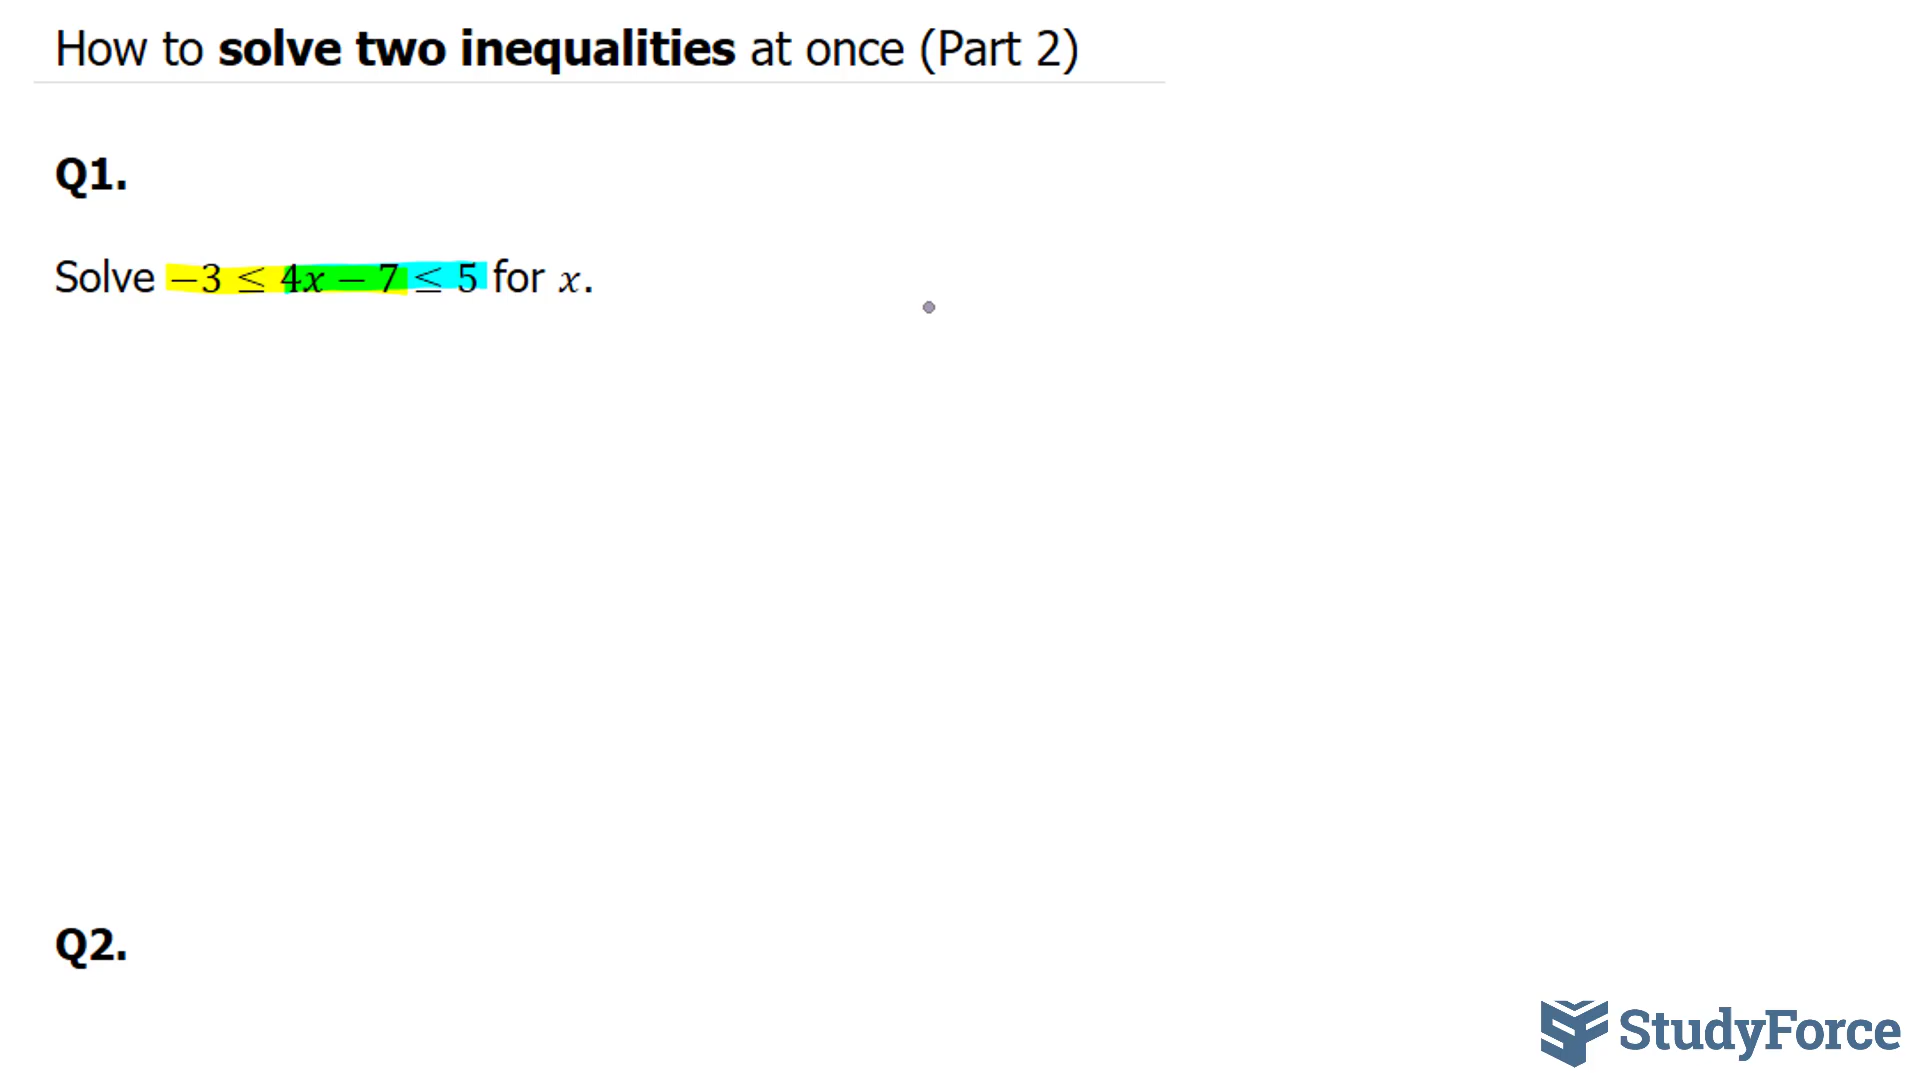 How to solve two inequalities at once (Part 2)
Q1.
Solve −3 ≤ 4x − 7 ≤ 5 for x.
Q2.
StudyForce